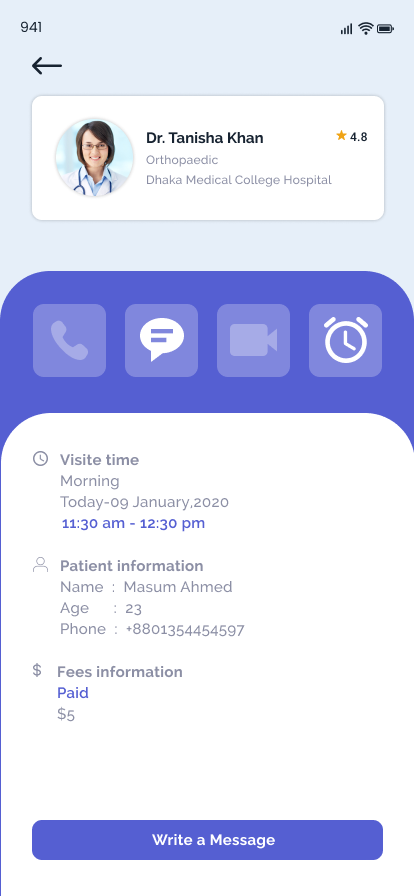 941
Dr. Tanisha Khan
4.8
Orthopaedic
Dhaka Medical College Hospital
Visite time
Morning
Today-09 January,2020
11:30 am - 12:30 pm
Patient information
Name : Masum Ahmed
Age : 23
Phone : +8801354454597
$ Fees information
Paid
$5
Write a Message